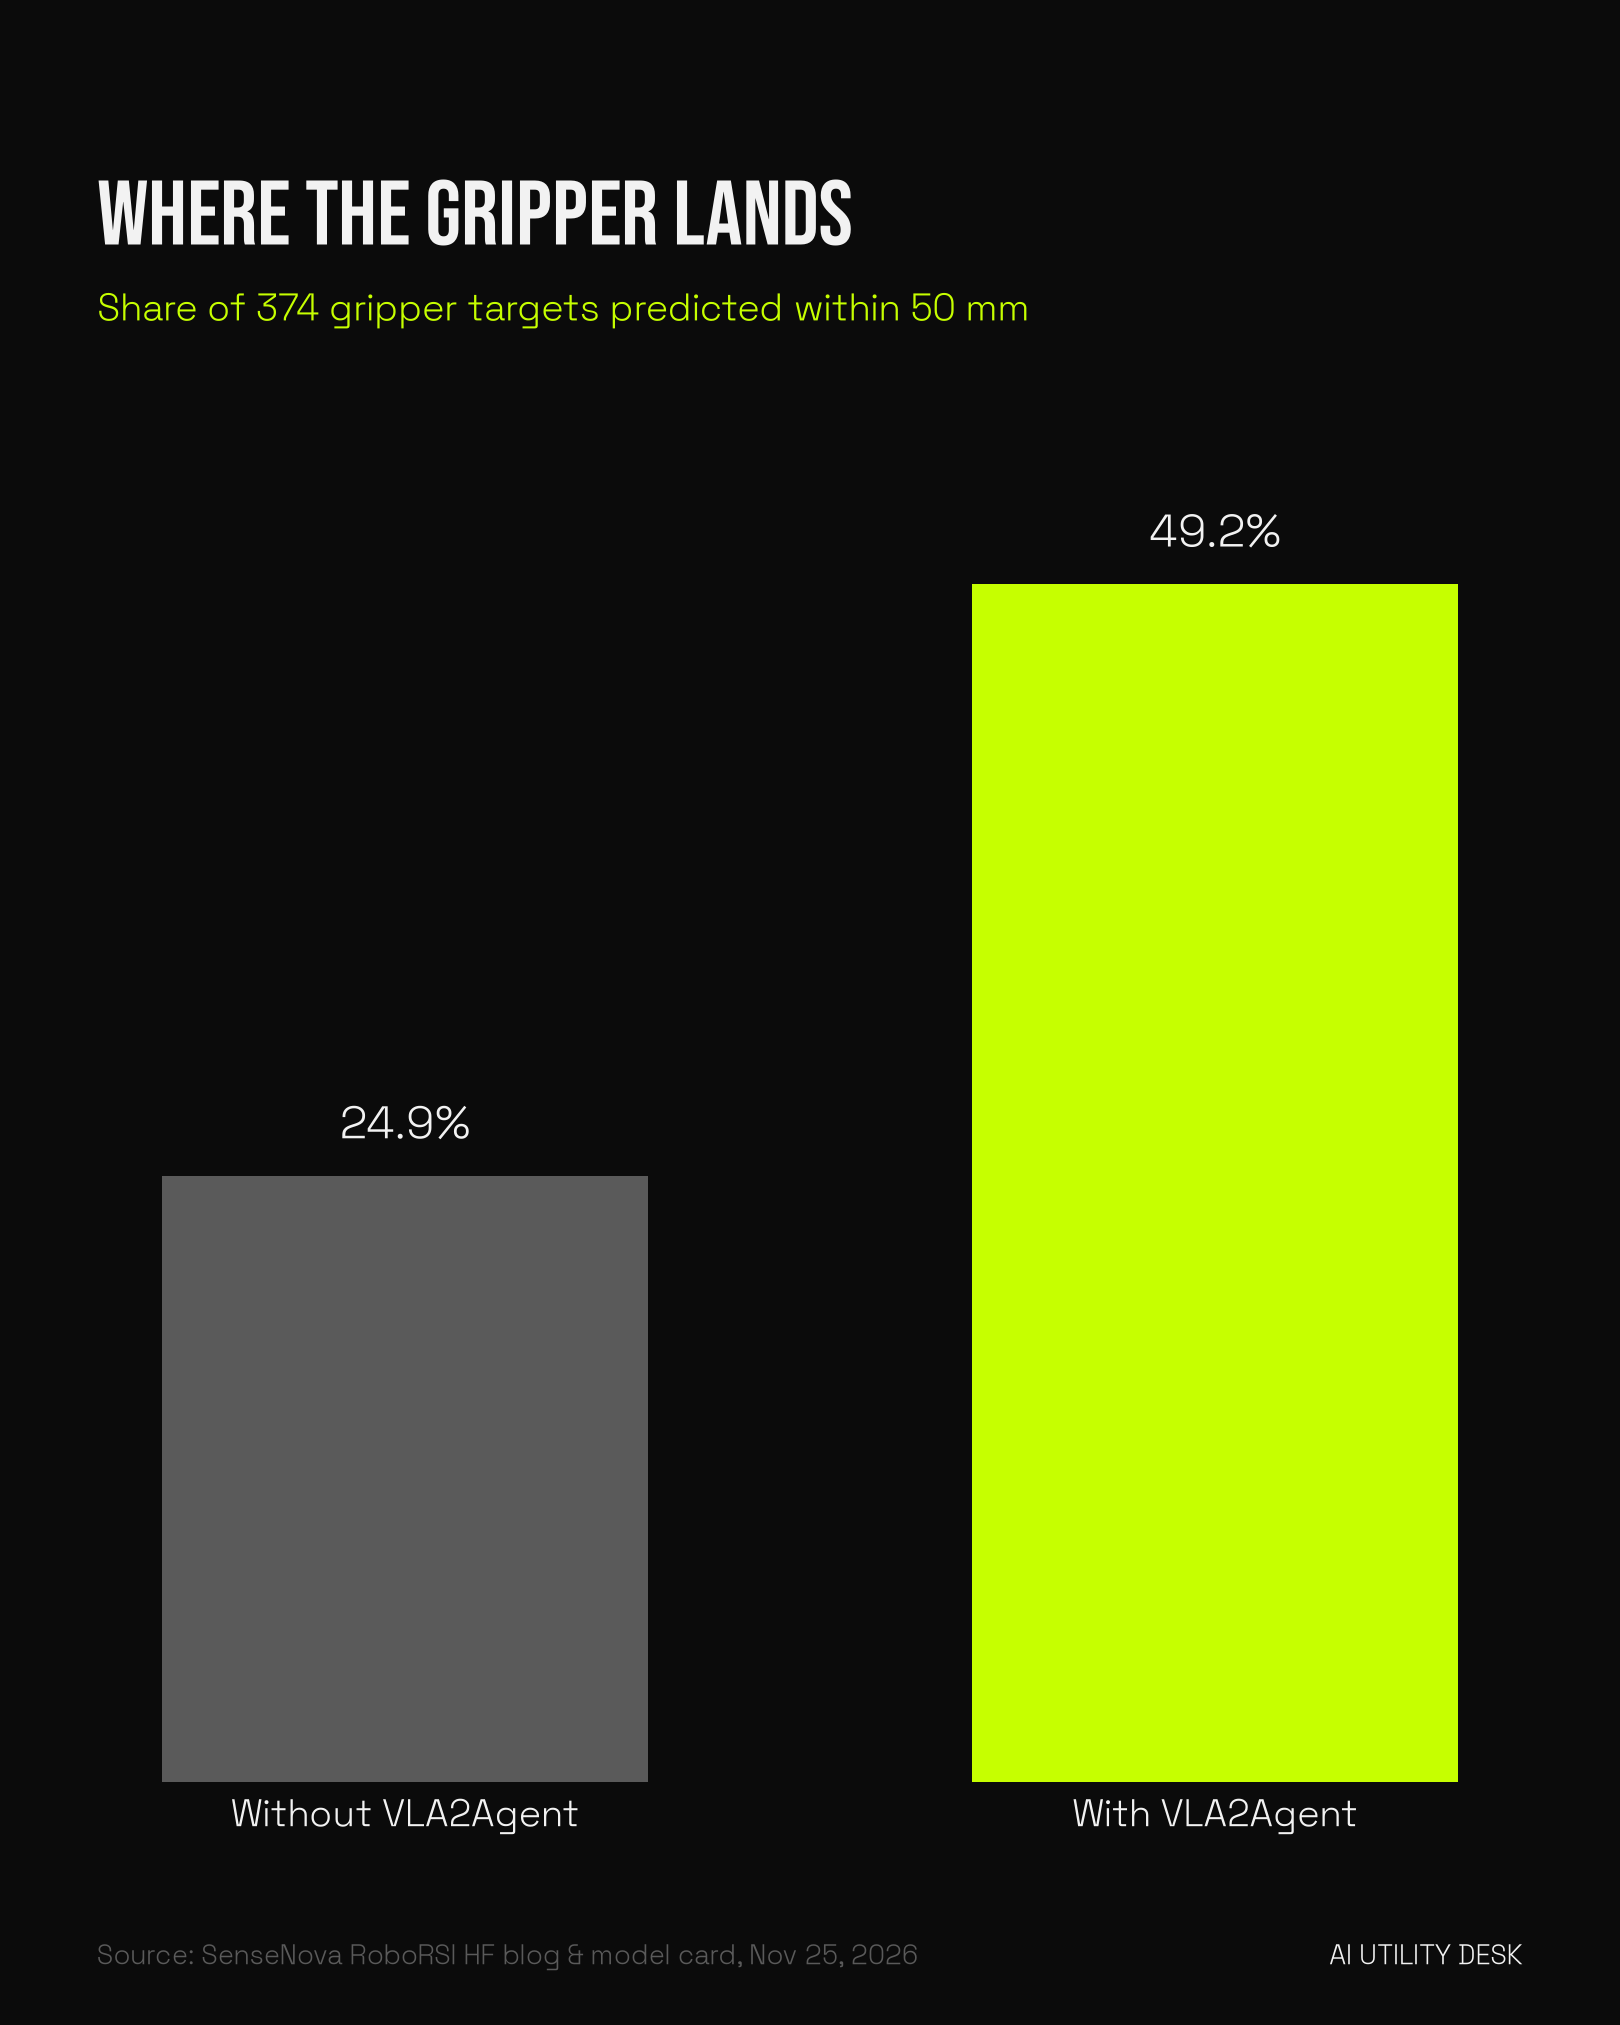 WHERE THE GRIPPER LANDS
Share of 374 gripper targets predicted within 50 mm
49.2%
24.9%
Without VLA2Agent
With VLA2Agent
Source: SenseNova RoboRSI HF blog & model card, Nov 25, 2026
AI UTILITY DESK